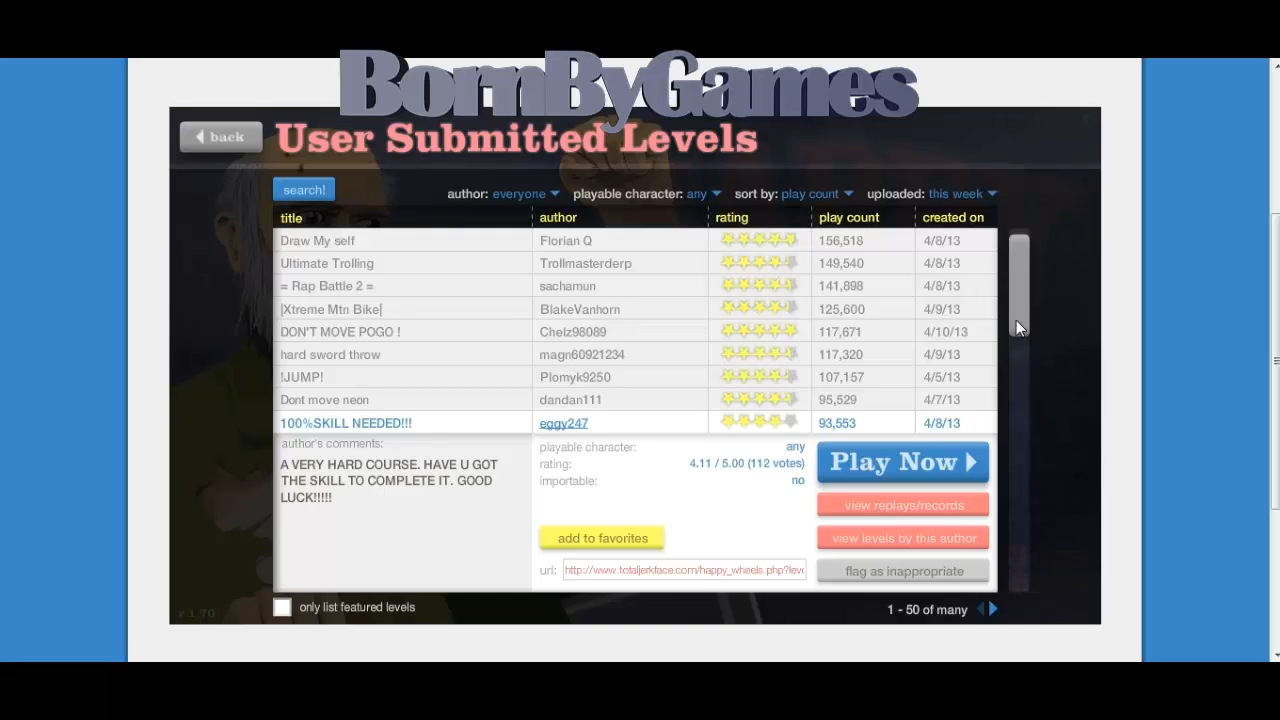 BornByGames
back
User Submitted Levels
search!
author: everyone playable character: any sort by: play count uploaded: this week
title author rating play count created on
Draw My self Florian Q 156,518 4/8/13
Ultimate Trolling Trollmasterderp 149,540 4/8/13
= Rap Battle 2 = sachamun 141,898 4/8/13
|Xtreme Mtn Bike| BlakeVanhorn 125,600 4/9/13
DON'T MOVE POGO ! Chelz98089 117,671 4/10/13
hard sword throw magn60921234 117,320 4/9/13
!JUMP! Plomyk9250 107,157 4/5/13
Dont move neon dandan111 95,529 4/7/13
100%SKILL NEEDED!!! eggy247 93,553 4/8/13
author's comments:
A VERY HARD COURSE. HAVE U GOT
THE SKILL TO COMPLETE IT. GOOD
LUCK!!!!!
playable character: any
rating: 4.11 / 5.00 (112 votes)
importable: no
add to favorites
url: http://www.totaljerkface.com/happy_wheels.php?leve
Play Now
view replays/records
view levels by this author
flag as inappropriate
v 1.70
only list featured levels
1 - 50 of many